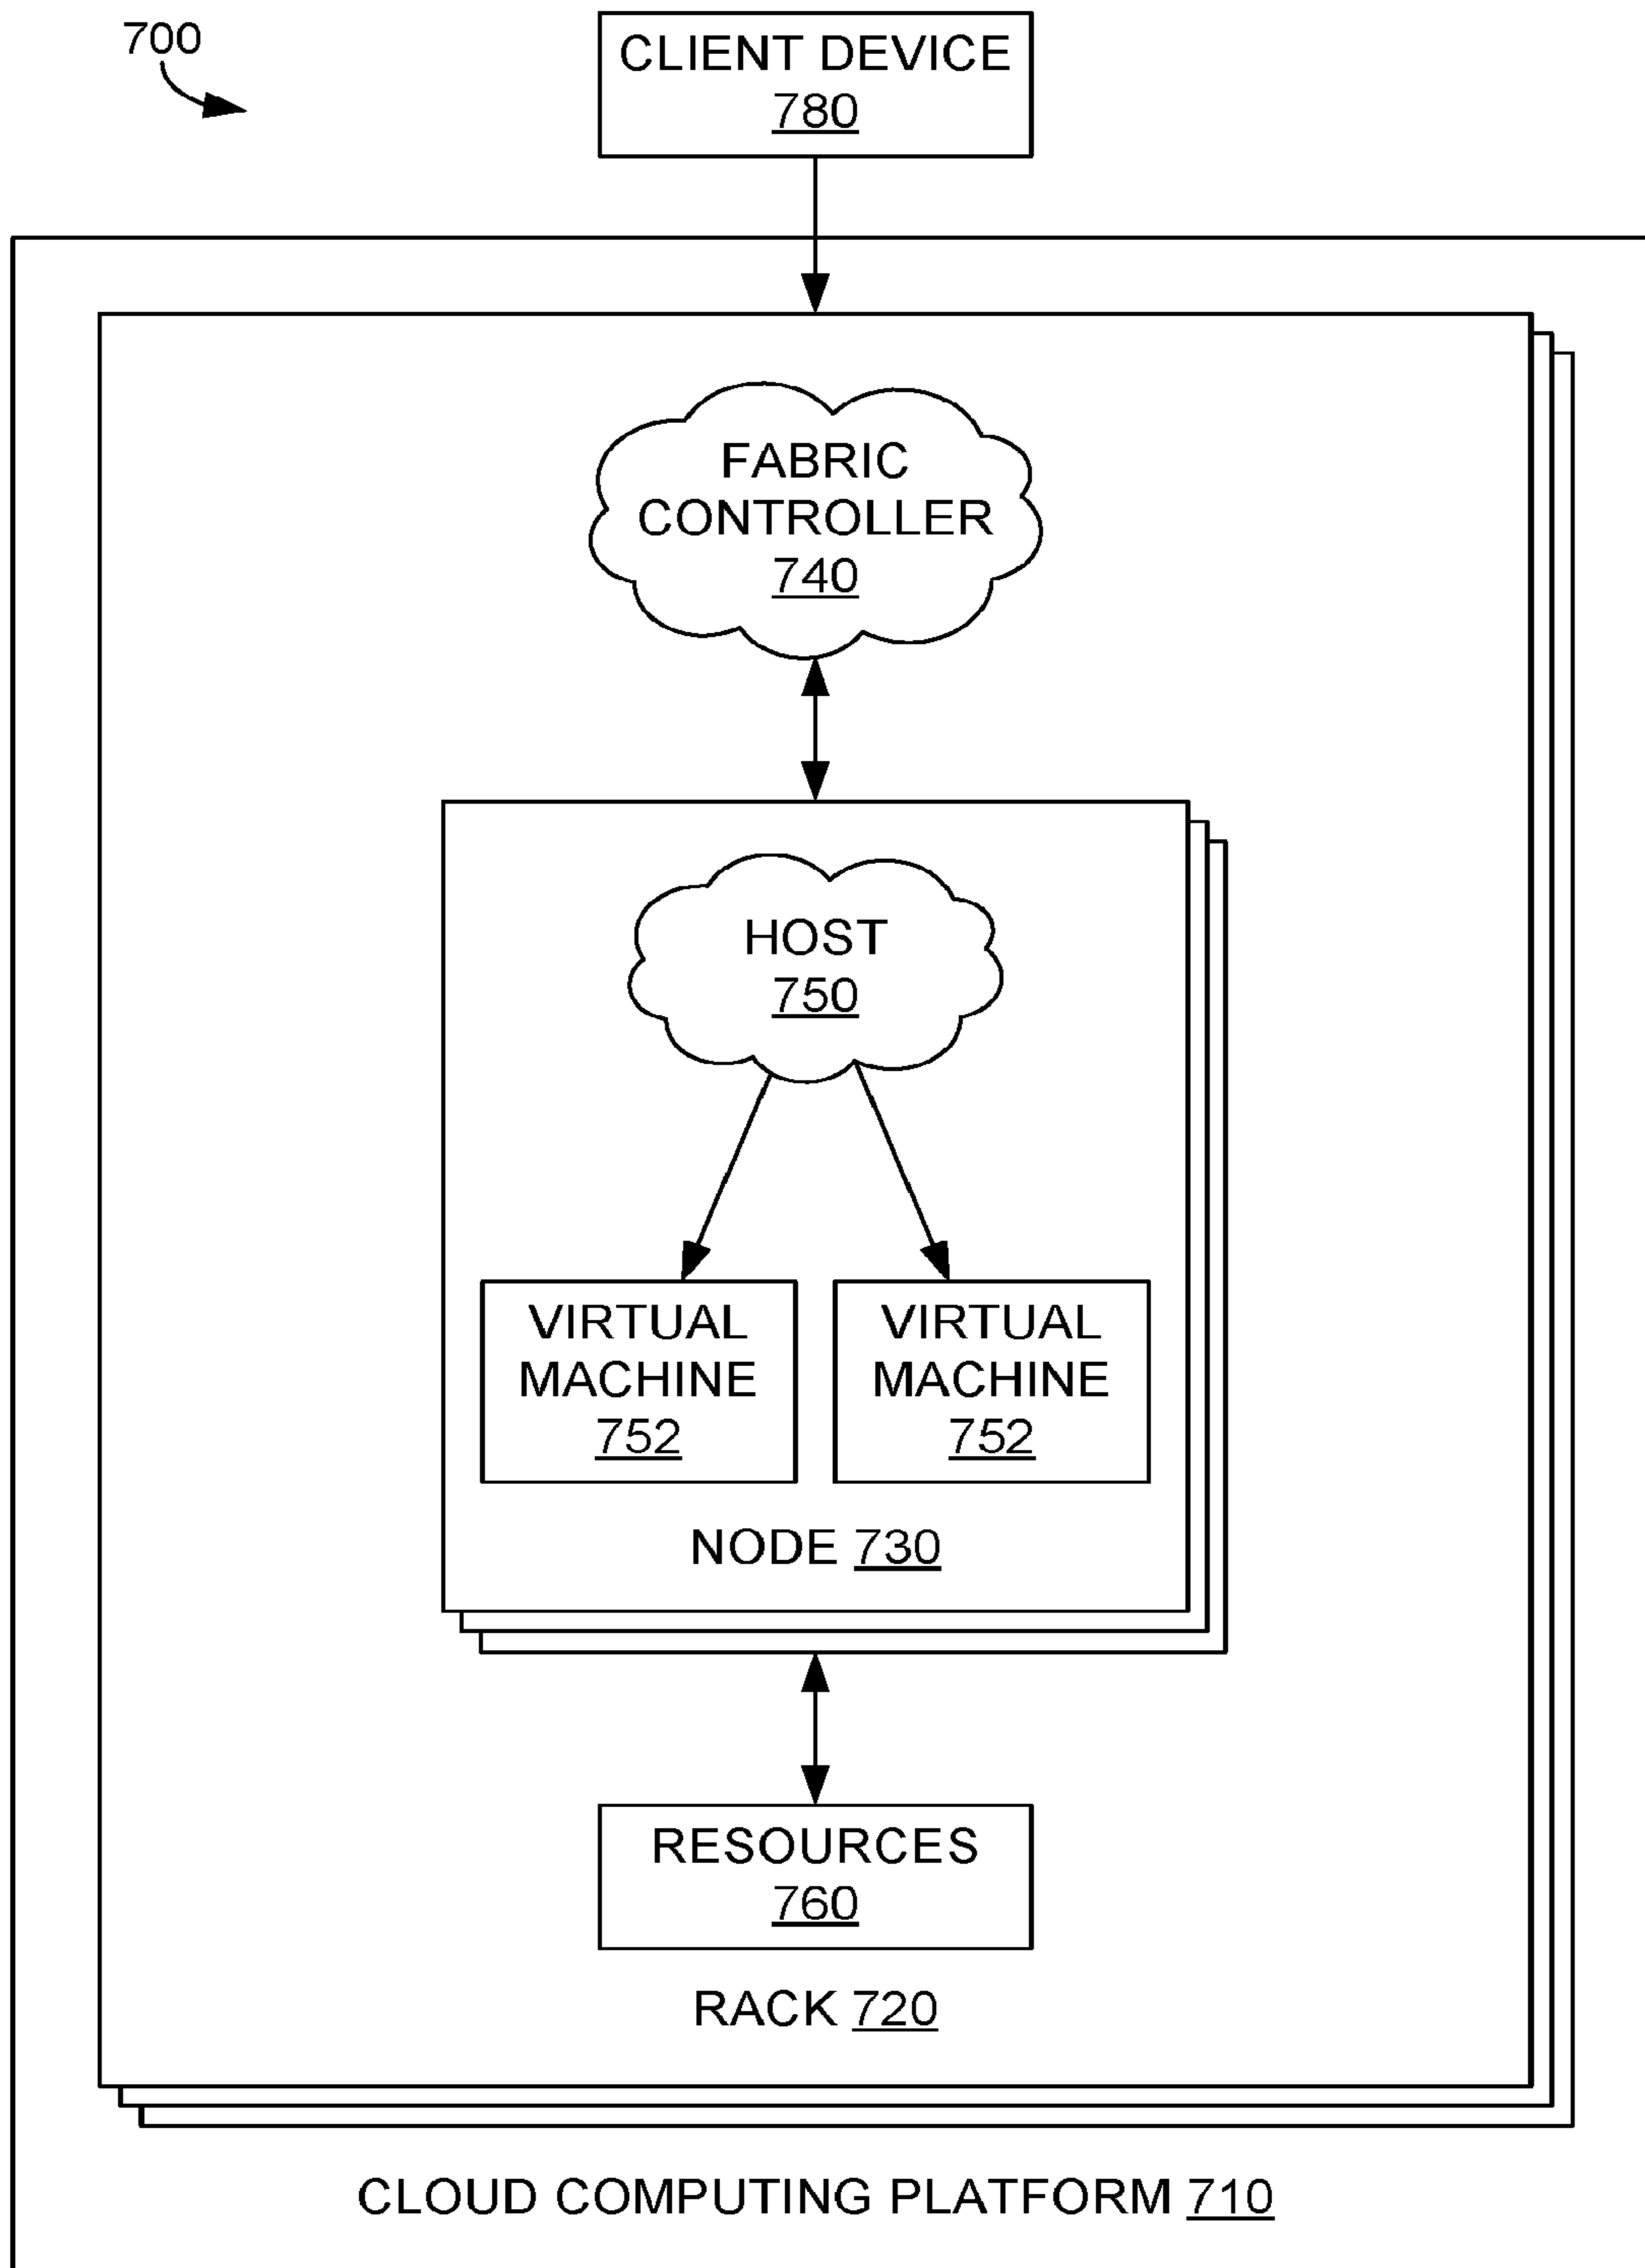 700
CLIENT DEVICE
780
FABRIC
CONTROLLER
740
HOST
750
VIRTUAL
MACHINE
752
VIRTUAL
MACHINE
752
NODE 730
RESOURCES
760
RACK 720
CLOUD COMPUTING PLATFORM 710